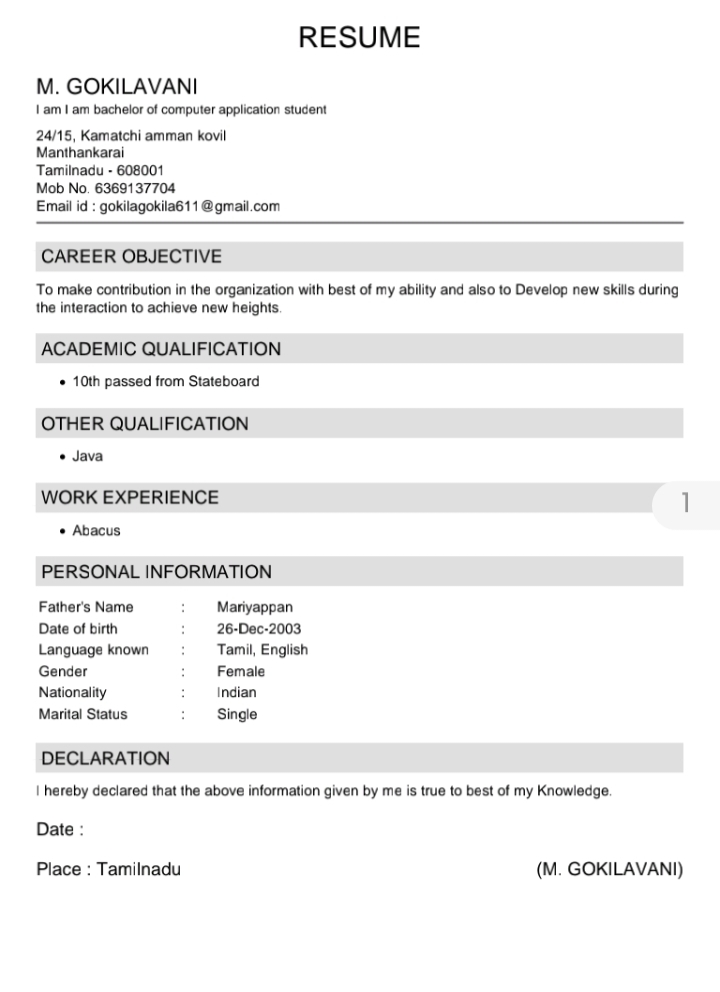 RESUME
M. GOKILAVANI
I am I am bachelor of computer application student
24/15, Kamatchi amman kovil
Manthankarai
Tamilnadu - 608001
Mob No. 6369137704
Email id : gokilagokila611@gmail.com
CAREER OBJECTIVE
To make contribution in the organization with best of my ability and also to Develop new skills during
the interaction to achieve new heights.
ACADEMIC QUALIFICATION
• 10th passed from Stateboard
OTHER QUALIFICATION
• Java
WORK EXPERIENCE
1
• Abacus
PERSONAL INFORMATION
Father's Name : Mariyappan
Date of birth : 26-Dec-2003
Language known : Tamil, English
Gender : Female
Nationality : Indian
Marital Status : Single
DECLARATION
I hereby declared that the above information given by me is true to best of my Knowledge.
Date :
Place : Tamilnadu (M. GOKILAVANI)